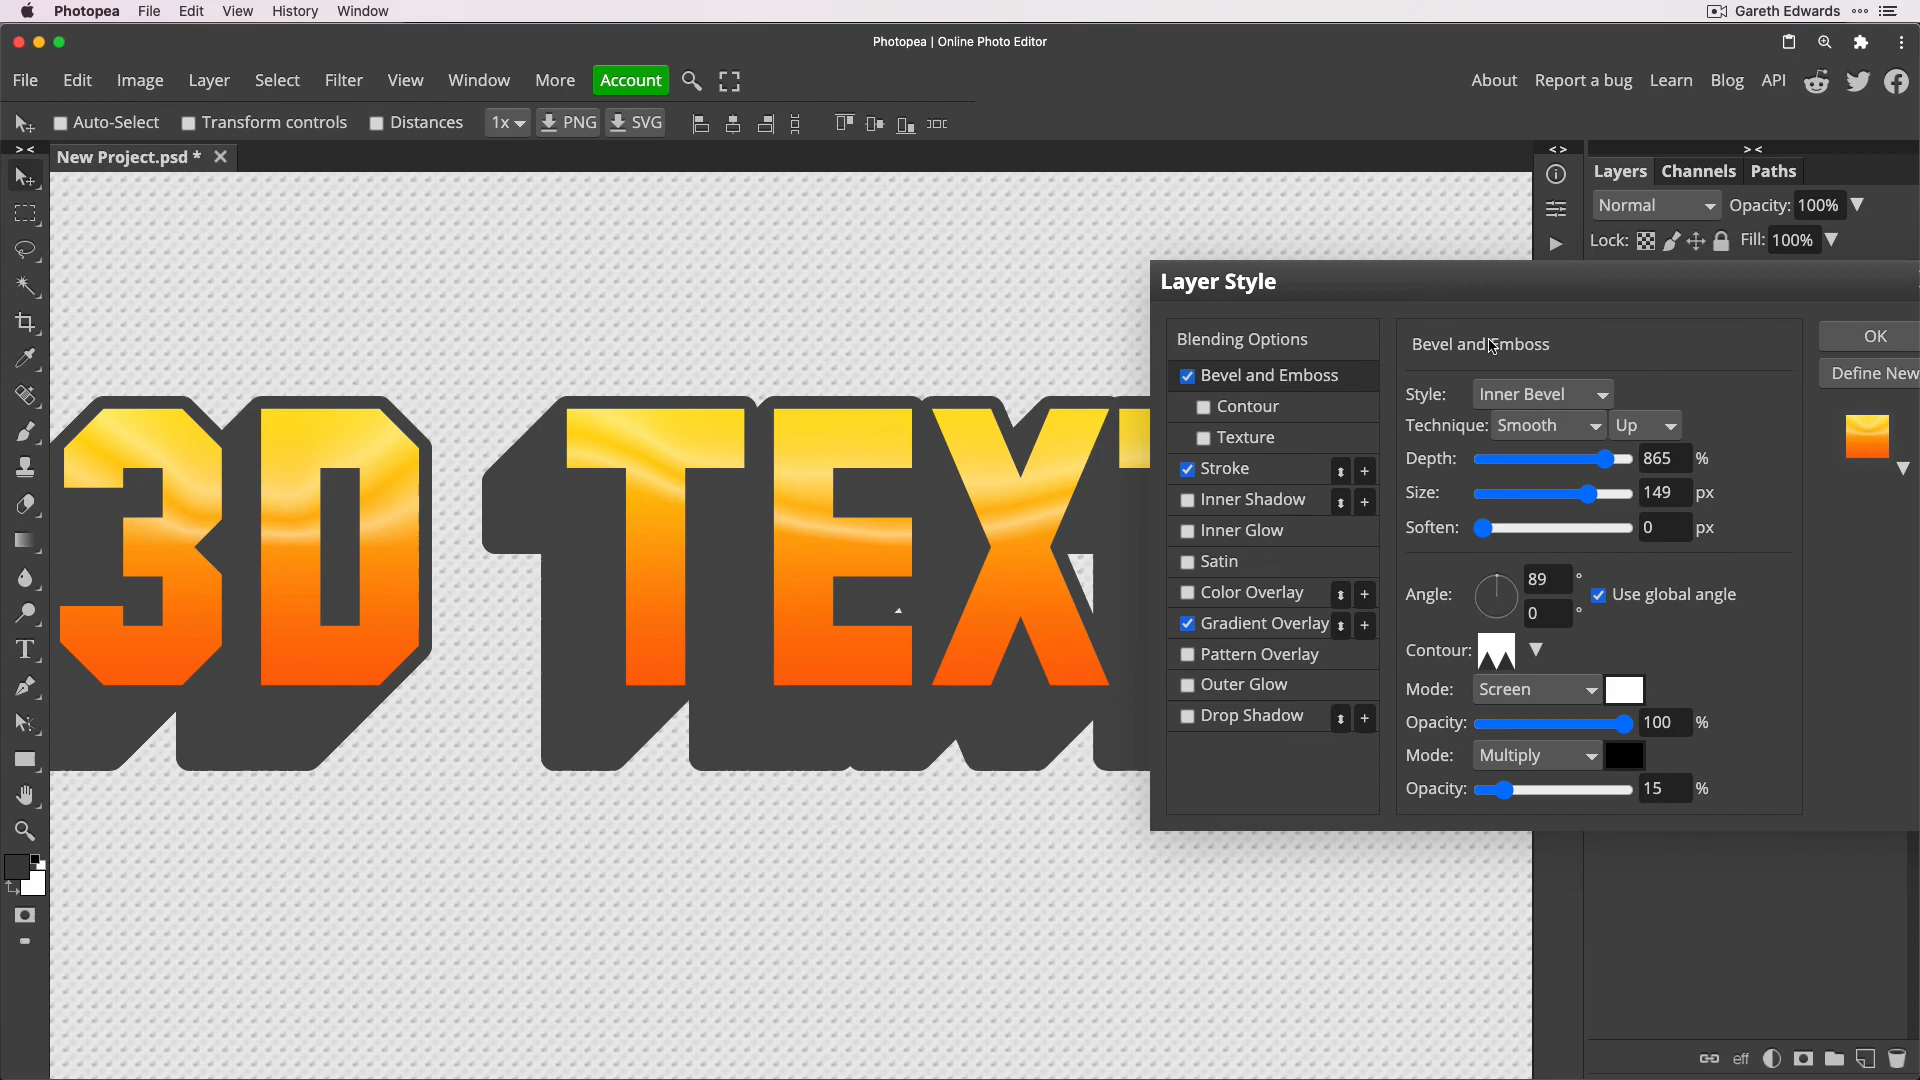 Photopea File Edit View History Window Gareth Edwards
Photopea | Online Photo Editor
File Edit Image Layer Select Filter View Window More Account About Report a bug Learn Blog API
Auto-Select Transform controls Distances 1x PNG SVG
> < New Project.psd * < > > <
Layers Channels Paths
Normal Opacity: 100%
Lock: Fill: 100%
Layer Style
Blending Options
Bevel and Emboss
Contour
Texture
Stroke
Inner Shadow
Inner Glow
Satin
Color Overlay
Gradient Overlay
Pattern Overlay
Outer Glow
Drop Shadow
Bevel and Emboss
Style: Inner Bevel
Technique: Smooth Up
Depth: 865 %
Size: 149 px
Soften: 0 px
Angle: 89 °
0 °
Use global angle
Contour:
Mode: Screen
Opacity: 100 %
Mode: Multiply
Opacity: 15 %
OK
Define New
3D TEXT
eff